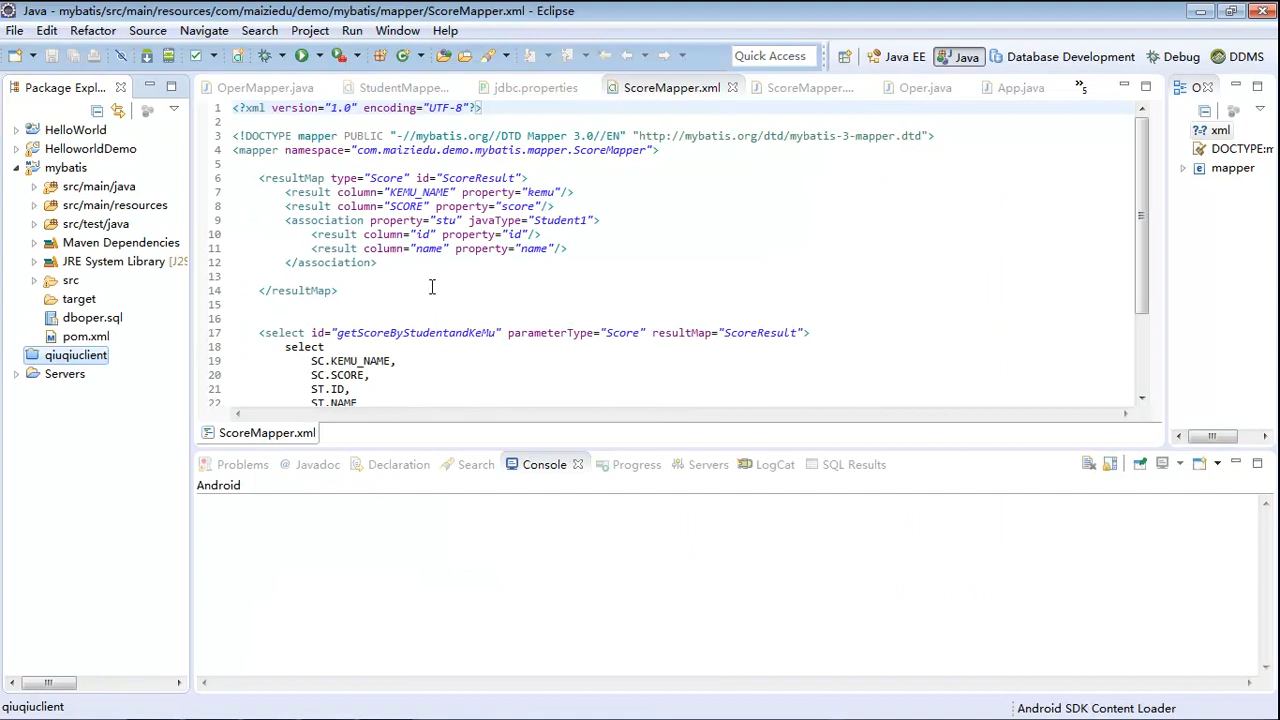 Java - mybatis/src/main/resources/com/maiziedu/demo/mybatis/mapper/ScoreMapper.xml - Eclipse
File Edit Refactor Source Navigate Search Project Run Window Help
Quick Access
Java EE
Java
Database Development
Debug
DDMS
Package Expl...
OperMapper.java
StudentMappe...
jdbc.properties
ScoreMapper.xml
ScoreMapper....
Oper.java
App.java
»5
O
HelloWorld
HelloworldDemo
mybatis
src/main/java
src/main/resources
src/test/java
Maven Dependencies
JRE System Library [J2S
src
target
dboper.sql
pom.xml
qiuqiuclient
Servers
1 <?xml version="1.0" encoding="UTF-8"?>
2
3 <!DOCTYPE mapper PUBLIC "-//mybatis.org//DTD Mapper 3.0//EN" "http://mybatis.org/dtd/mybatis-3-mapper.dtd">
4 <mapper namespace="com.maiziedu.demo.mybatis.mapper.ScoreMapper">
5
6 <resultMap type="Score" id="ScoreResult">
7 <result column="KEMU_NAME" property="kemu"/>
8 <result column="SCORE" property="score"/>
9 <association property="stu" javaType="Student1">
10 <result column="id" property="id"/>
11 <result column="name" property="name"/>
12 </association>
13
14 </resultMap>
15
16
17 <select id="getScoreByStudentandKeMu" parameterType="Score" resultMap="ScoreResult">
18 select
19 SC.KEMU_NAME,
20 SC.SCORE,
21 ST.ID,
22 ST.NAME
xml
DOCTYPE:m
mapper
ScoreMapper.xml
Problems
Javadoc
Declaration
Search
Console
Progress
Servers
LogCat
SQL Results
Android
qiuqiuclient
Android SDK Content Loader